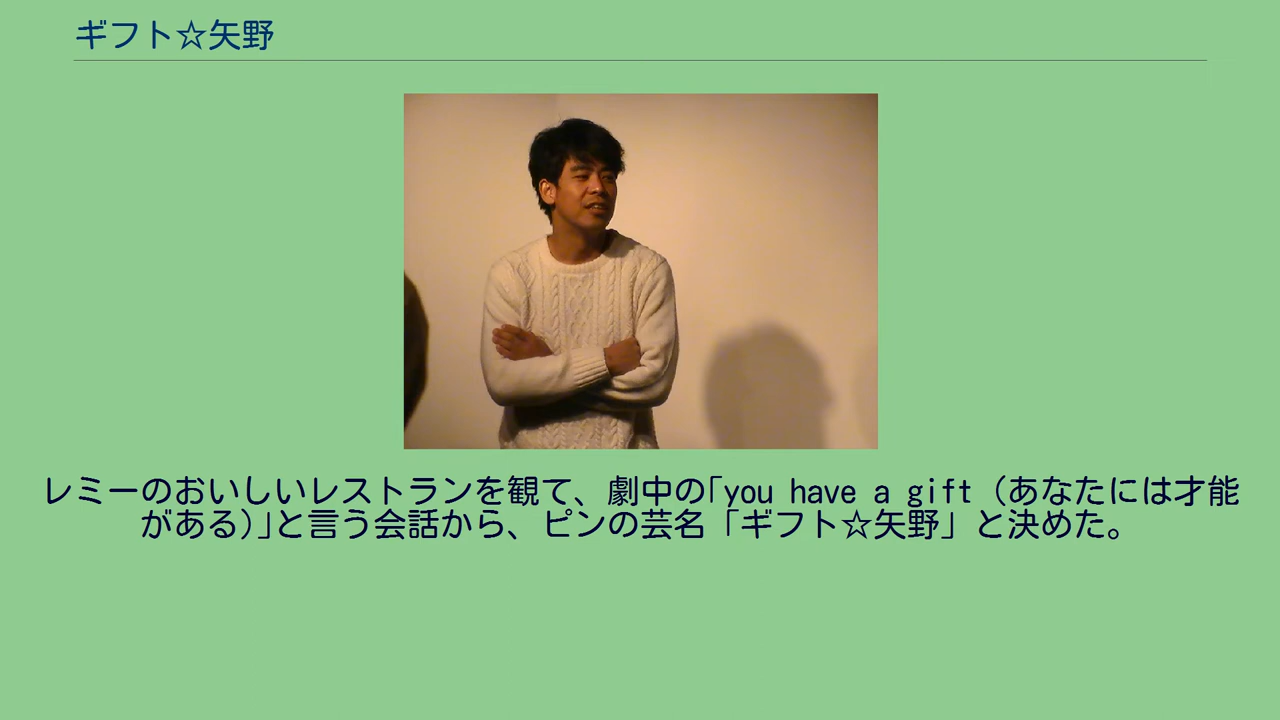 ギフト☆矢野
レミーのおいしいレストランを観て、劇中の｢you have a gift (あなたには才能
がある)｣と言う会話から、ピンの芸名「ギフト☆矢野」と決めた。